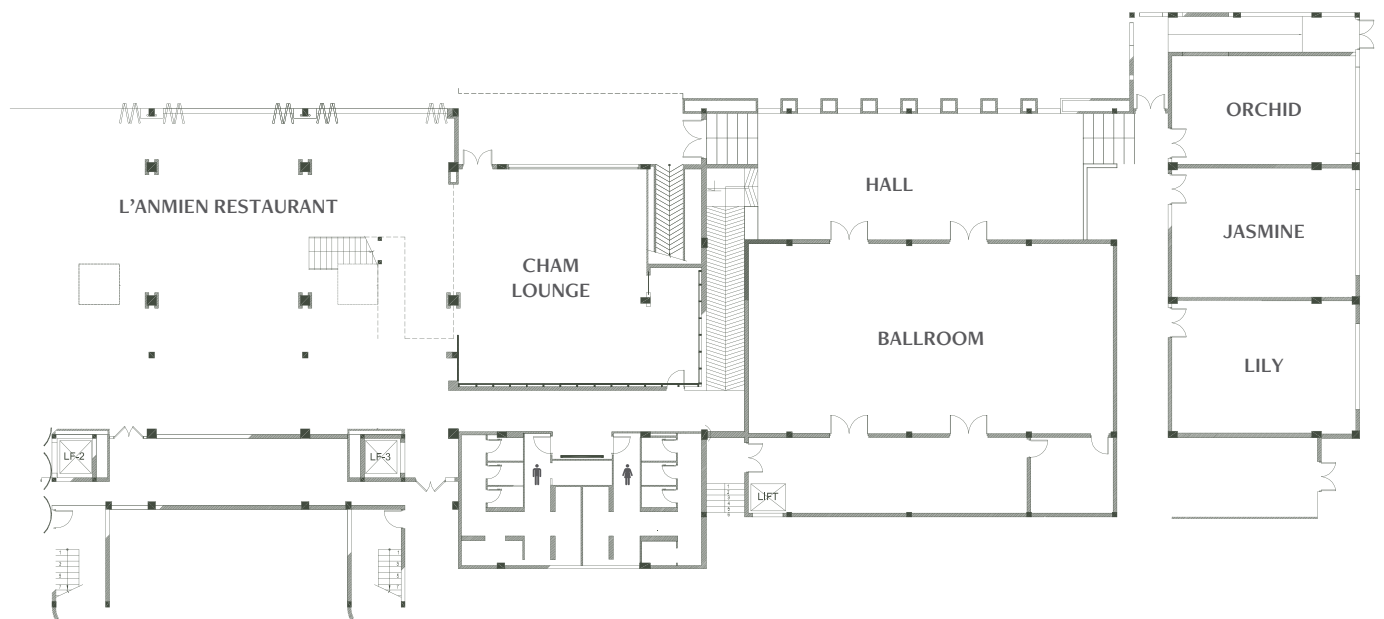 ORCHID
HALL
L’ANMIEN RESTAURANT
JASMINE
CHAM
LOUNGE
BALLROOM
LILY
LF-2
LF-3
LIFT